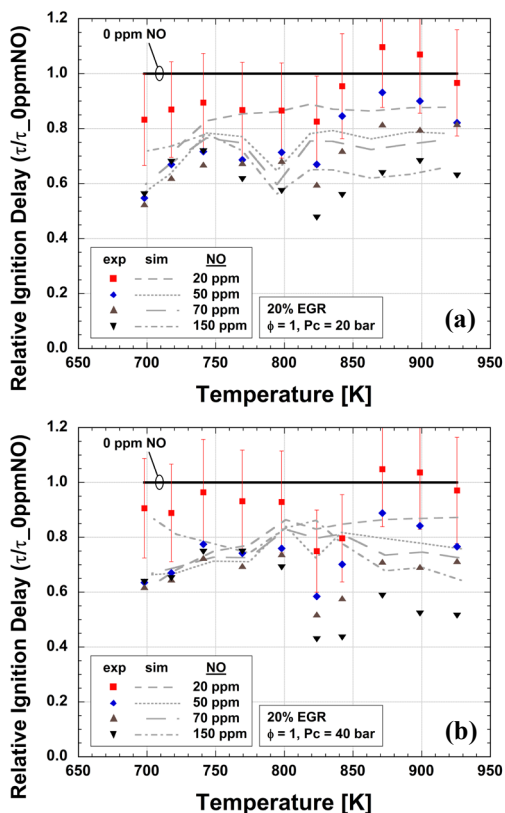 Relative Ignition Delay (τ/τ_0ppmNO)
1.2
1.0
0.8
0.6
0.4
0.2
0.0
0 ppm NO
exp sim NO
20 ppm
50 ppm
70 ppm
150 ppm
20% EGR
ϕ = 1, Pc = 20 bar
(a)
650 700 750 800 850 900 950
Temperature [K]
Relative Ignition Delay (τ/τ_0ppmNO)
1.2
1.0
0.8
0.6
0.4
0.2
0.0
0 ppm NO
exp sim NO
20 ppm
50 ppm
70 ppm
150 ppm
20% EGR
ϕ = 1, Pc = 40 bar
(b)
650 700 750 800 850 900 950
Temperature [K]